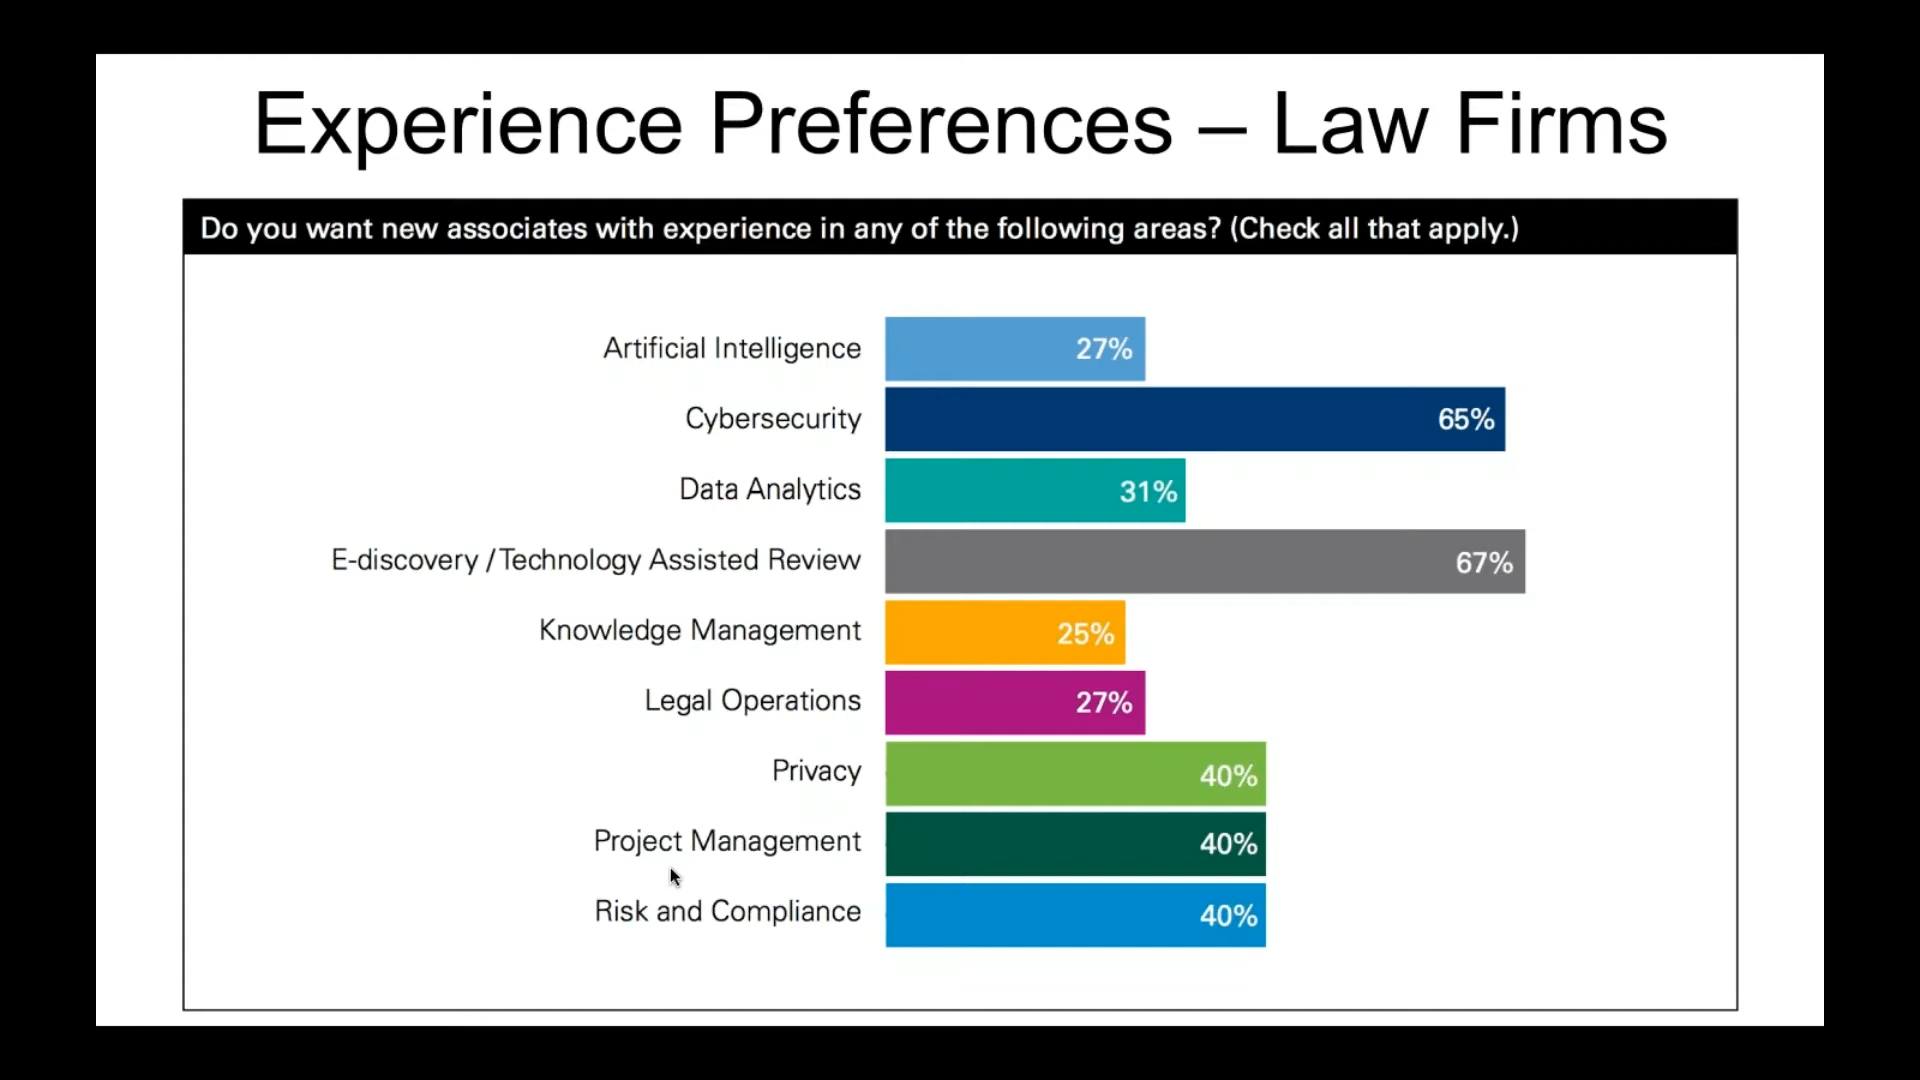 Experience Preferences – Law Firms
Do you want new associates with experience in any of the following areas? (Check all that apply.)
Artificial Intelligence 27%
Cybersecurity 65%
Data Analytics 31%
E-discovery / Technology Assisted Review 67%
Knowledge Management 25%
Legal Operations 27%
Privacy 40%
Project Management 40%
Risk and Compliance 40%